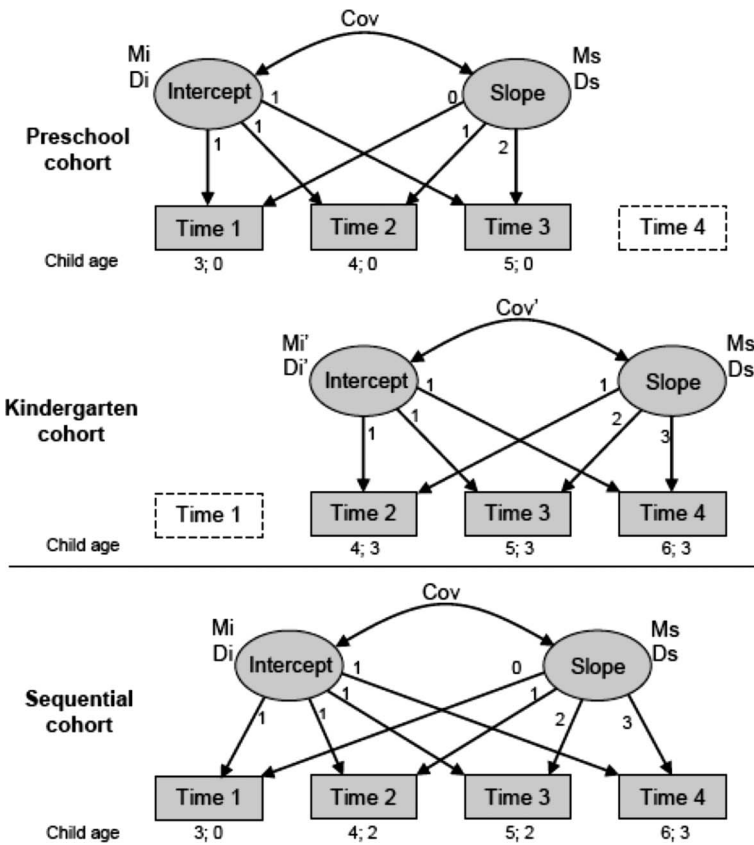 Cov
Mi
Di
Intercept
Slope
Ms
Ds
1
1
1
0
1
2
Preschool
cohort
Time 1
Time 2
Time 3
Time 4
Child age
3; 0
4; 0
5; 0
Cov’
Mi’
Di’
Intercept
Slope
Ms
Ds
1
1
1
1
2
3
Kindergarten
cohort
Time 1
Time 2
Time 3
Time 4
Child age
4; 3
5; 3
6; 3
Cov
Mi
Di
Intercept
Slope
Ms
Ds
1
1
1
1
0
1
2
3
Sequential
cohort
Time 1
Time 2
Time 3
Time 4
Child age
3; 0
4; 2
5; 2
6; 3